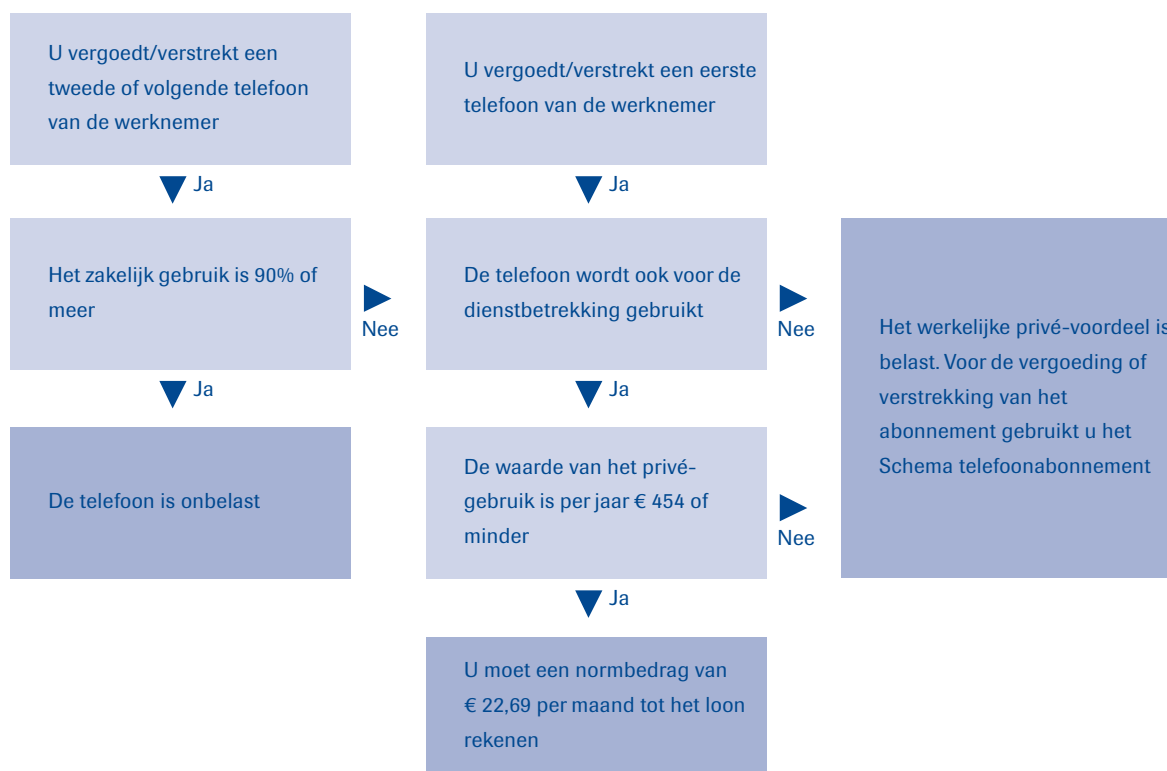 U vergoedt/verstrekt een
tweede of volgende telefoon
van de werknemer
U vergoedt/verstrekt een eerste
telefoon van de werknemer
Ja
Ja
Het zakelijk gebruik is 90% of
meer
Nee
De telefoon wordt ook voor de
dienstbetrekking gebruikt
Nee
Het werkelijke privé-voordeel is
belast. Voor de vergoeding of
verstrekking van het
abonnement gebruikt u het
Schema telefoonabonnement
Ja
Ja
De telefoon is onbelast
De waarde van het privé-
gebruik is per jaar € 454 of
minder
Nee
Ja
U moet een normbedrag van
€ 22,69 per maand tot het loon
rekenen